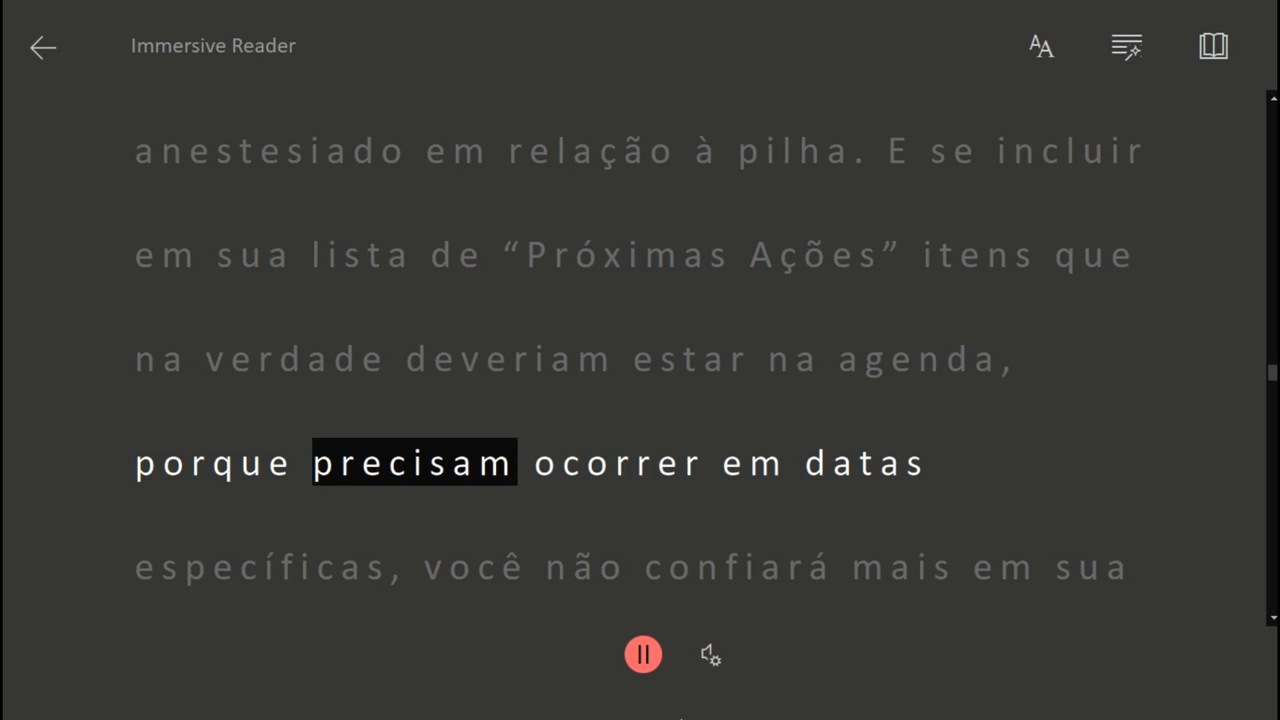 Immersive Reader
anestesiado em relação à pilha. E se incluir
em sua lista de “Próximas Ações” itens que
na verdade deveriam estar na agenda,
porque precisam ocorrer em datas
específicas, você não confiará mais em sua